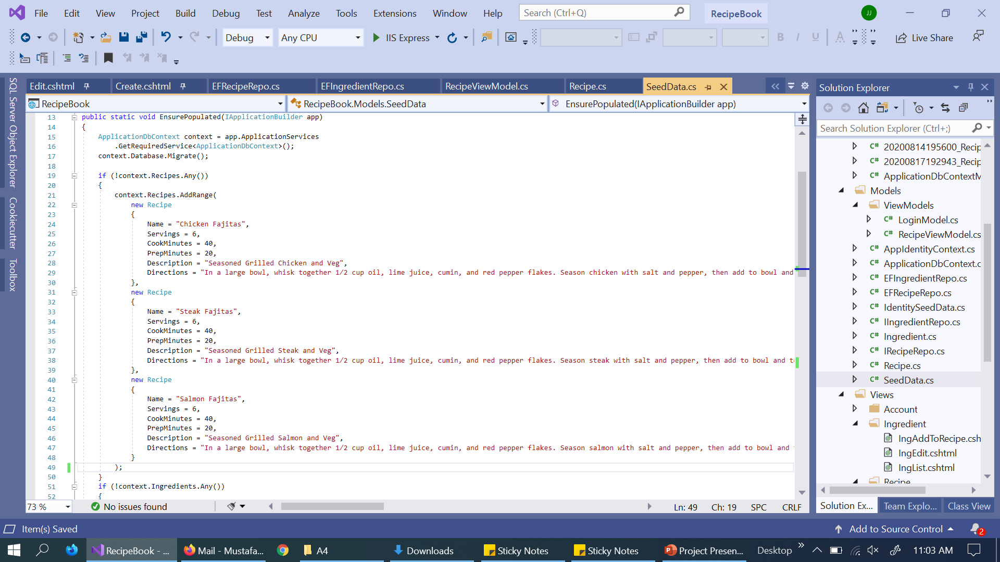 File Edit View Project Build Debug Test Analyze Tools Extensions Window Help Search (Ctrl+Q) RecipeBook JJ
Debug Any CPU IIS Express B I U A Live Share
Edit.cshtml Create.cshtml EFRecipeRepo.cs EFIngredientRepo.cs RecipeViewModel.cs Recipe.cs SeedData.cs
RecipeBook RecipeBook.Models.SeedData EnsurePopulated(IApplicationBuilder app)
SQL Server Object Explorer
Cookiecutter
Toolbox
13 public static void EnsurePopulated(IApplicationBuilder app)
14 {
15 ApplicationDbContext context = app.ApplicationServices
16 .GetRequiredService<ApplicationDbContext>();
17 context.Database.Migrate();
18
19 if (!context.Recipes.Any())
20 {
21 context.Recipes.AddRange(
22 new Recipe
23 {
24 Name = "Chicken Fajitas",
25 Servings = 6,
26 CookMinutes = 40,
27 PrepMinutes = 20,
28 Description = "Seasoned Grilled Chicken and Veg",
29 Directions = "In a large bowl, whisk together 1/2 cup oil, lime juice, cumin, and red pepper flakes. Season chicken with salt and pepper, then add to bowl and
30 },
31 new Recipe
32 {
33 Name = "Steak Fajitas",
34 Servings = 6,
35 CookMinutes = 40,
36 PrepMinutes = 20,
37 Description = "Seasoned Grilled Steak and Veg",
38 Directions = "In a large bowl, whisk together 1/2 cup oil, lime juice, cumin, and red pepper flakes. Season steak with salt and pepper, then add to bowl and t
39 },
40 new Recipe
41 {
42 Name = "Salmon Fajitas",
43 Servings = 6,
44 CookMinutes = 40,
45 PrepMinutes = 20,
46 Description = "Seasoned Grilled Salmon and Veg",
47 Directions = "In a large bowl, whisk together 1/2 cup oil, lime juice, cumin, and red pepper flakes. Season salmon with salt and pepper, then add to bowl and
48 }
49 );
50 }
51 if (!context.Ingredients.Any())
52 {
73 % No issues found Ln: 49 Ch: 19 SPC CRLF
Solution Explorer
Search Solution Explorer (Ctrl+;)
C# 20200814195600_Recip
C# 20200817192943_Recip
C# ApplicationDbContextM
Models
ViewModels
C# LoginModel.cs
C# RecipeViewModel.cs
C# AppIdentityContext.cs
C# ApplicationDbContext.c
C# EFIngredientRepo.cs
C# EFRecipeRepo.cs
C# IdentitySeedData.cs
C# IIngredientRepo.cs
C# Ingredient.cs
C# IRecipeRepo.cs
C# Recipe.cs
C# SeedData.cs
Views
Account
Ingredient
IngAddToRecipe.csh
IngEdit.cshtml
IngList.cshtml
Recipe
Solution Ex... Team Explo... Class View
Item(s) Saved Add to Source Control 2
RecipeBook - ... Mail - Mustafa... A4 Downloads Sticky Notes Sticky Notes Project Presen... Desktop 11:03 AM